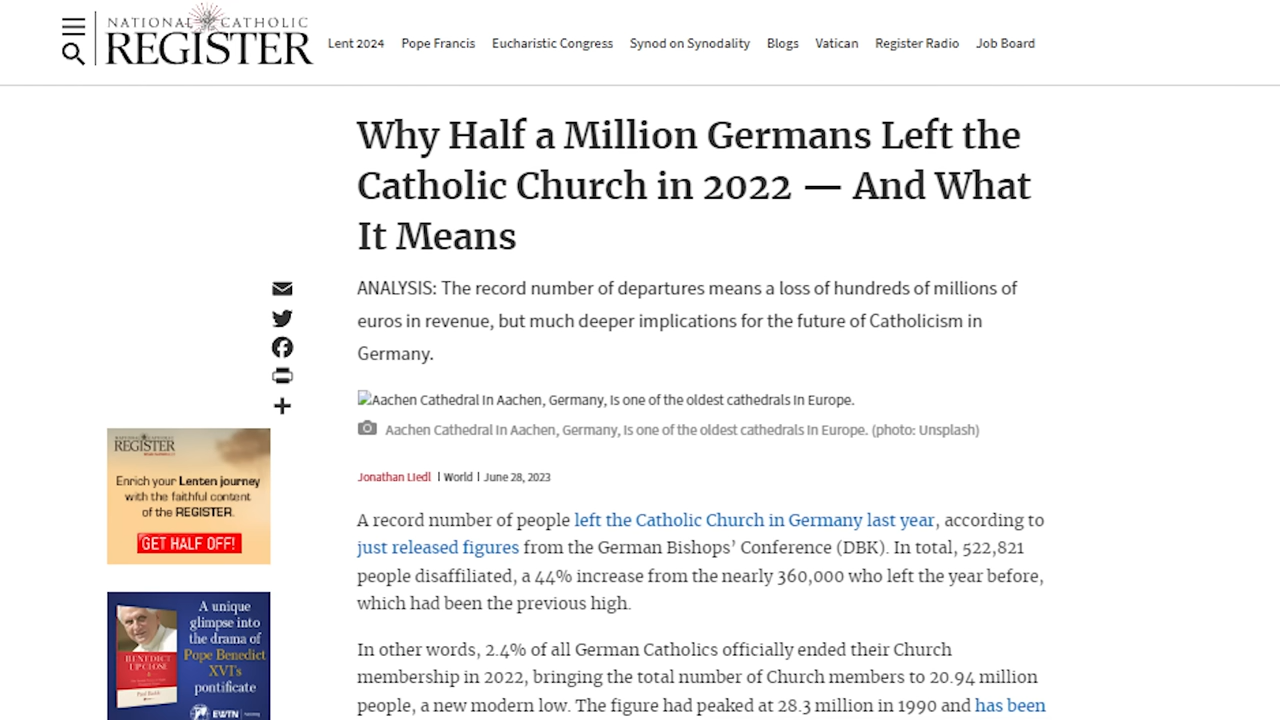 NATIONAL CATHOLIC
REGISTER
Lent 2024 Pope Francis Eucharistic Congress Synod on Synodality Blogs Vatican Register Radio Job Board
Why Half a Million Germans Left the
Catholic Church in 2022 — And What
It Means
ANALYSIS: The record number of departures means a loss of hundreds of millions of
euros in revenue, but much deeper implications for the future of Catholicism in
Germany.
Aachen Cathedral in Aachen, Germany, is one of the oldest cathedrals in Europe.
Aachen Cathedral in Aachen, Germany, is one of the oldest cathedrals in Europe. (photo: Unsplash)
Jonathan Liedl | World | June 28, 2023
A record number of people left the Catholic Church in Germany last year, according to
just released figures from the German Bishops’ Conference (DBK). In total, 522,821
people disaffiliated, a 44% increase from the nearly 360,000 who left the year before,
which had been the previous high.
In other words, 2.4% of all German Catholics officially ended their Church
membership in 2022, bringing the total number of Church members to 20.94 million
people, a new modern low. The figure had peaked at 28.3 million in 1990 and has been
REGISTER
Enrich your Lenten journey
with the faithful content
of the REGISTER.
GET HALF OFF!
A unique
glimpse into
the drama of
Pope Benedict
XVI's
pontificate
BENEDICT
UP CLOSE
EWTN